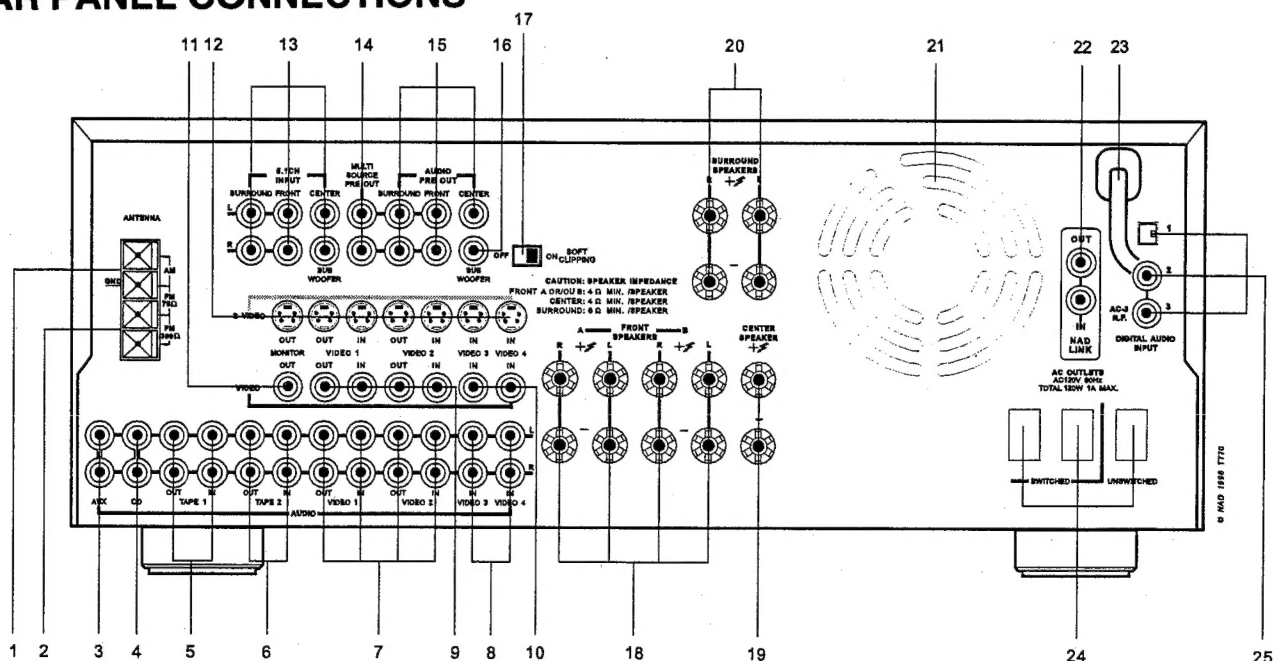 AR PANEL CONNECTIONS
17
11 12 13 14 15 16 20 21 22 23
5.1CH INPUT
MULTI SOURCE PRE OUT
AUDIO PRE OUT
SURROUND FRONT CENTER
SURROUND FRONT CENTER
SURROUND SPEAKERS
R + L
ANTENNA
L
R
SUB WOOFER
SUB WOOFER
OFF ON SOFT CLIPPING
AM
GND
FM 75Ω
FM 300Ω
CAUTION: SPEAKER IMPEDANCE
FRONT A OR/OU B: 4 Ω MIN. /SPEAKER
CENTER: 4 Ω MIN. /SPEAKER
SURROUND: 6 Ω MIN. /SPEAKER
OUT
IN
NAD LINK
1
2
3
AC-3 R.F.
DIGITAL AUDIO INPUT
S-VIDEO
OUT OUT IN OUT IN IN IN
MONITOR VIDEO 1 VIDEO 2 VIDEO 3 VIDEO 4
OUT OUT IN OUT IN IN IN
VIDEO
A FRONT SPEAKERS B
R + L R + L
CENTER SPEAKER
+
AC OUTLETS
AC120V 60Hz
TOTAL 120W 1A MAX.
L
R
OUT IN OUT IN OUT IN OUT IN IN IN
AUX CD TAPE 1 TAPE 2 VIDEO 1 VIDEO 2 VIDEO 3 VIDEO 4
AUDIO
SWITCHED UNSWITCHED
© NAD 1998 T770
1 2 3 4 5 6 7 9 8 10 18 19 24 25